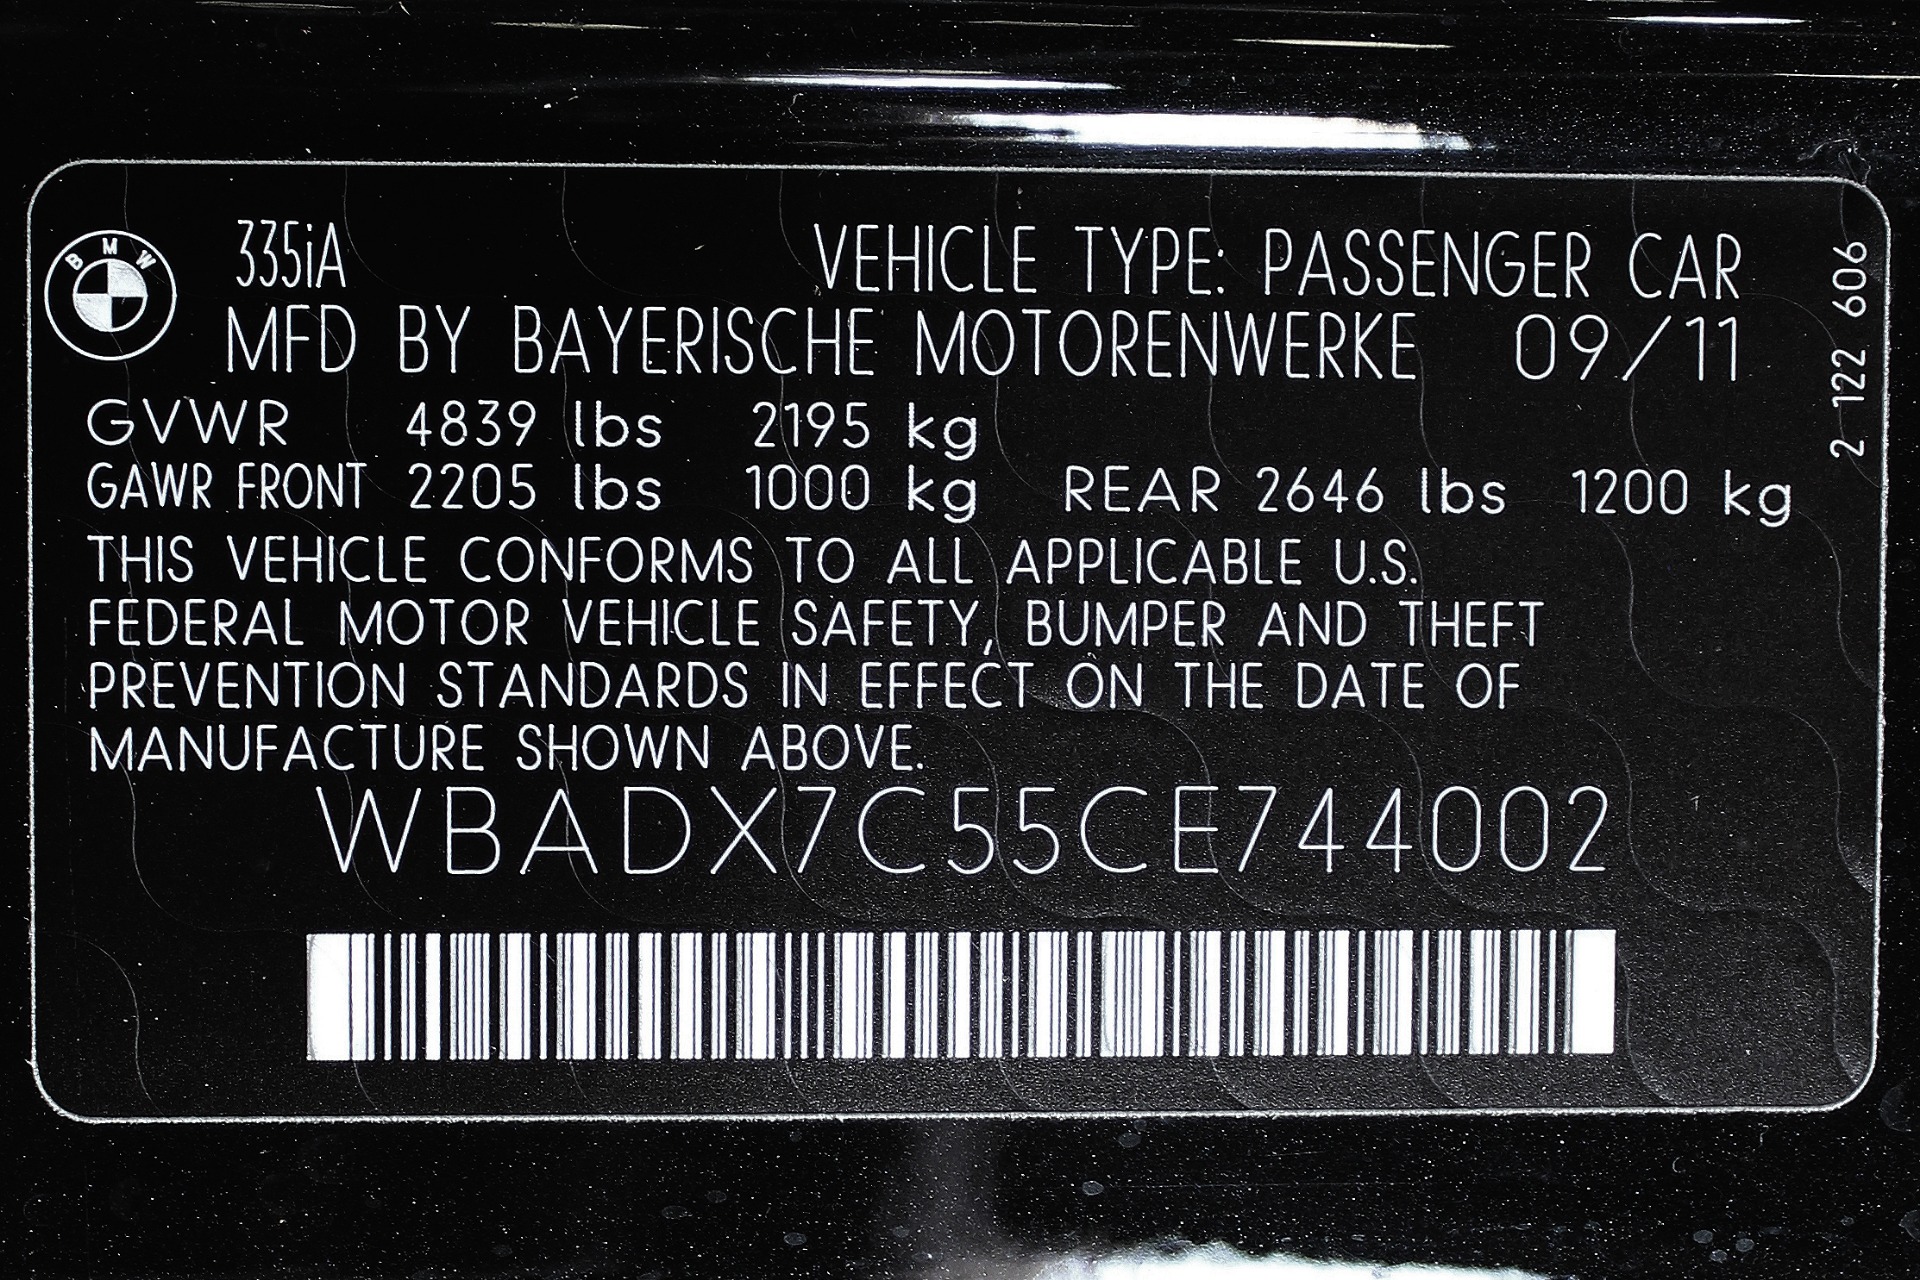 BMW
335iA VEHICLE TYPE: PASSENGER CAR
MFD BY BAYERISCHE MOTORENWERKE 09/11
GVWR 4839 lbs 2195 kg
GAWR FRONT 2205 lbs 1000 kg REAR 2646 lbs 1200 kg
THIS VEHICLE CONFORMS TO ALL APPLICABLE U.S.
FEDERAL MOTOR VEHICLE SAFETY, BUMPER AND THEFT
PREVENTION STANDARDS IN EFFECT ON THE DATE OF
MANUFACTURE SHOWN ABOVE.
WBADX7C55CE744002
2 122 606